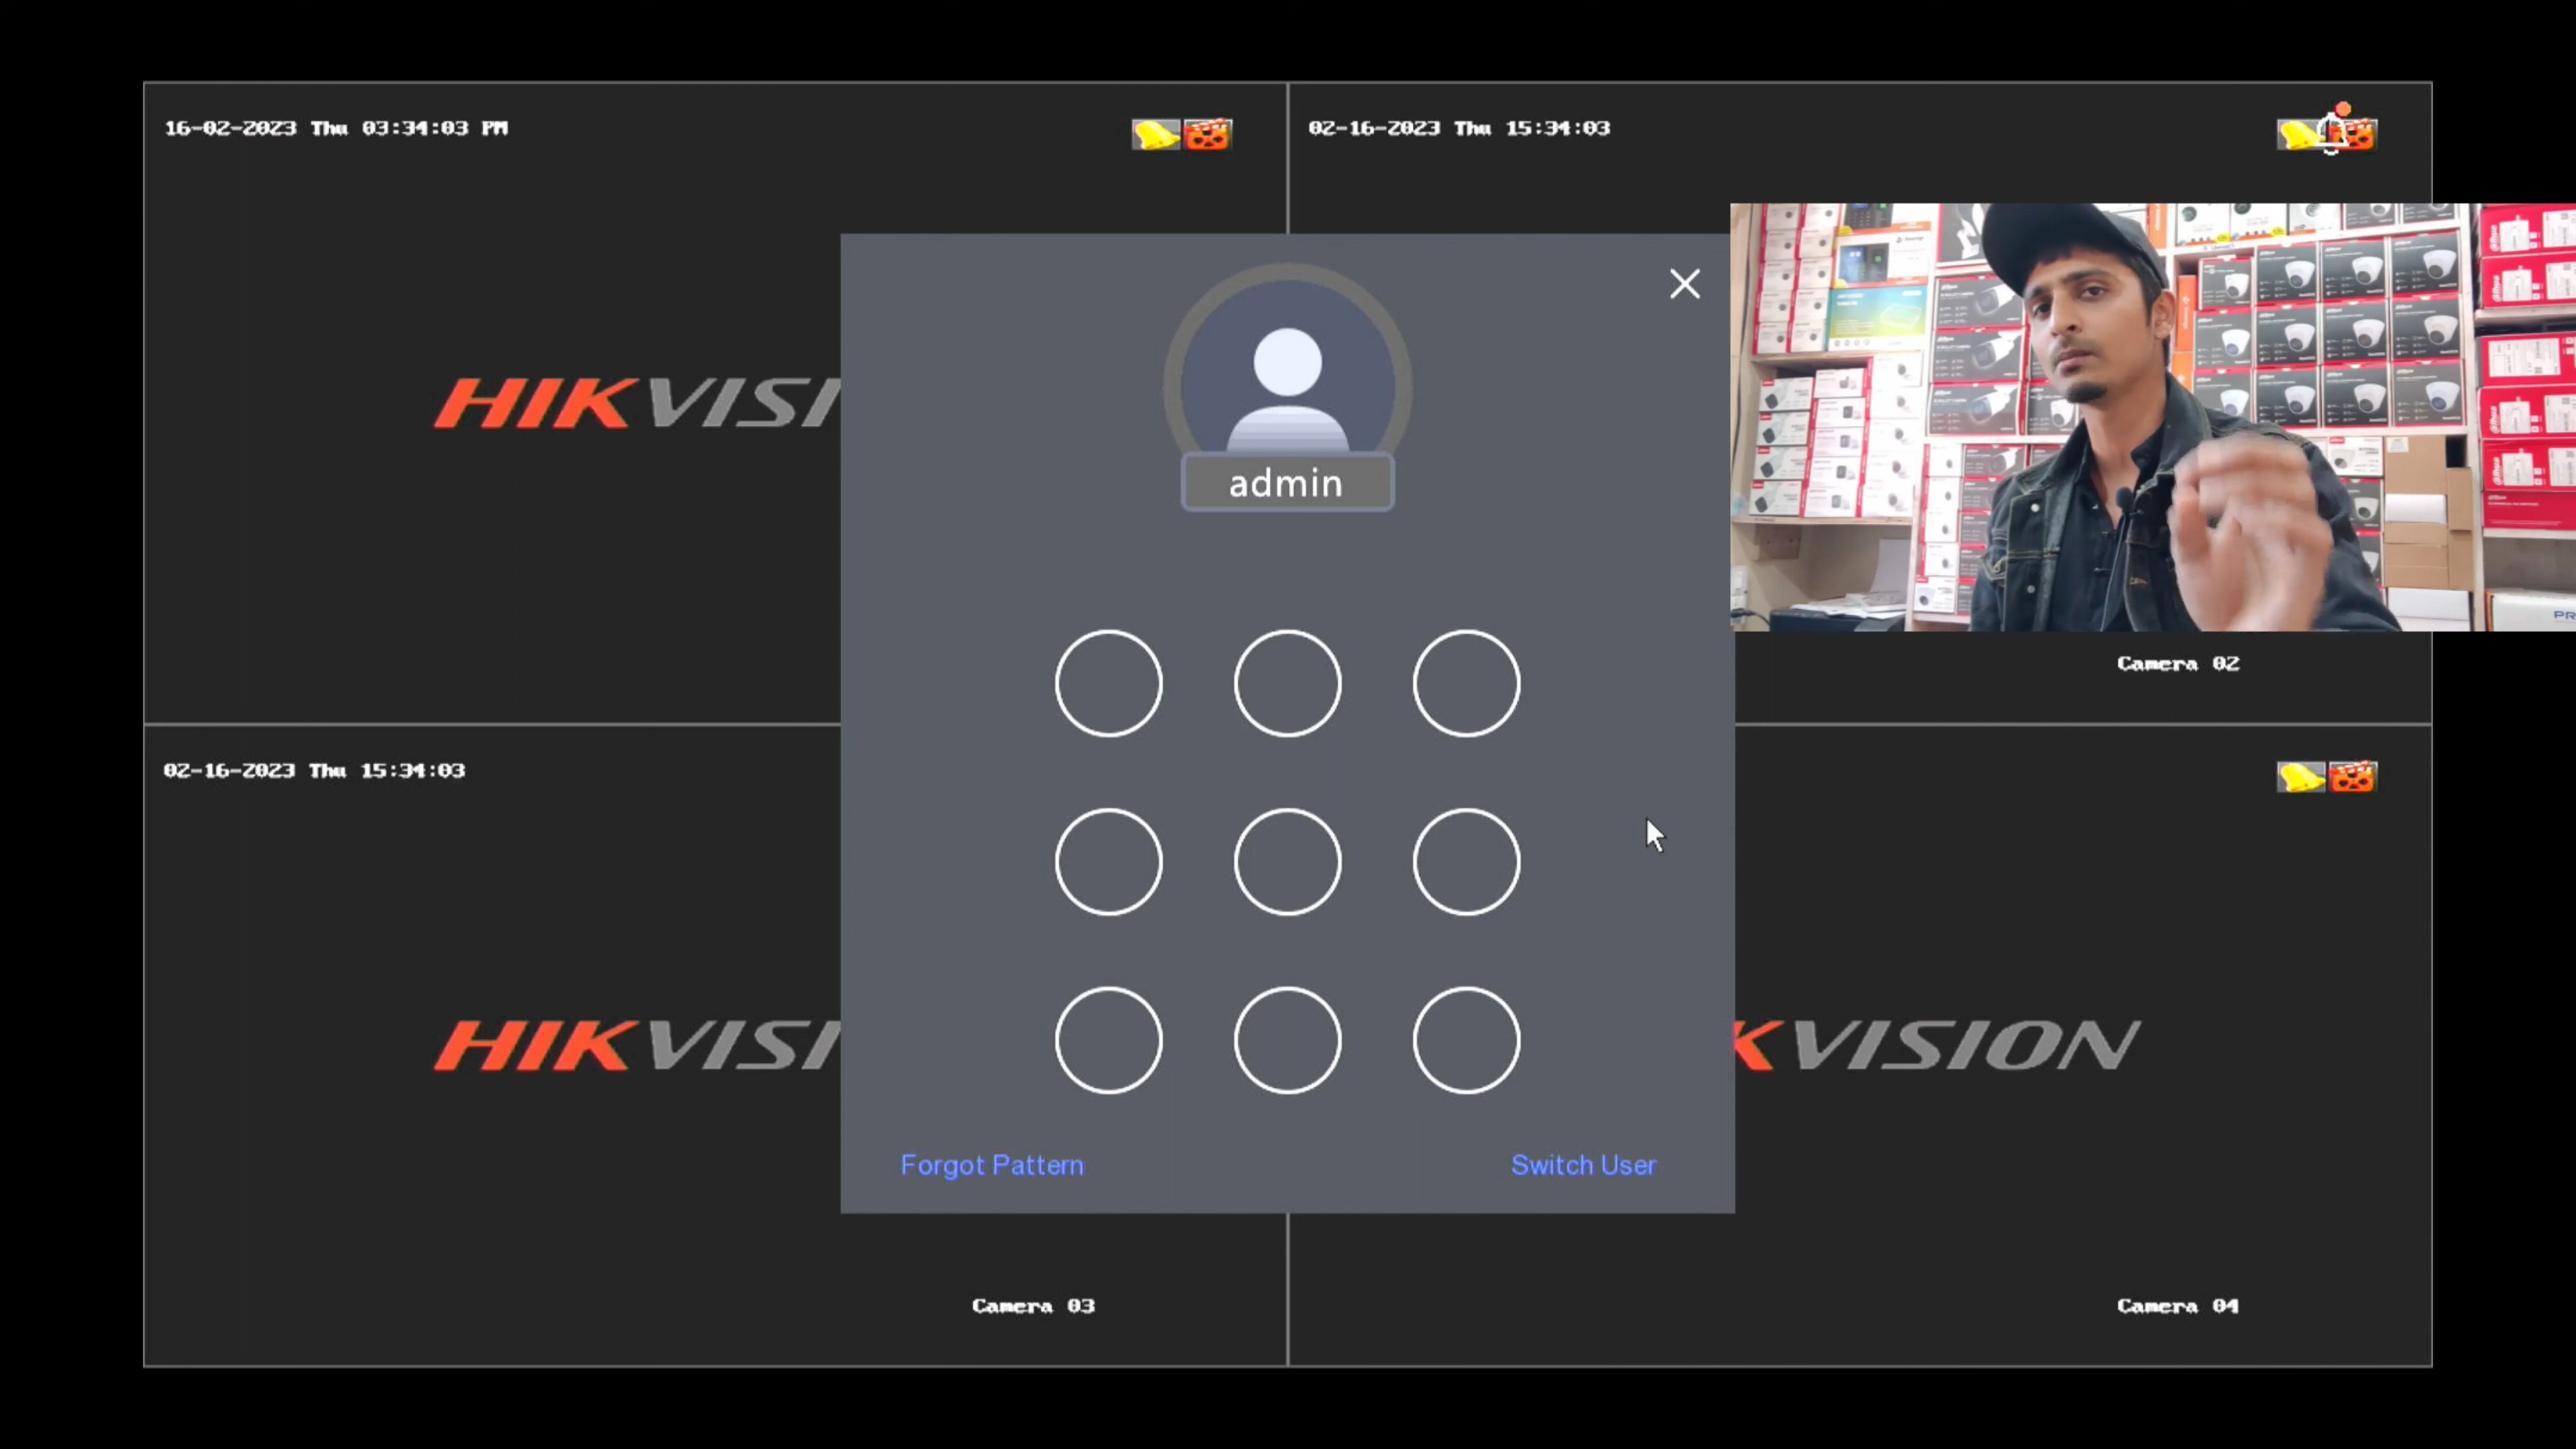 16-02-2023 Thu 03:34:03 PM
02-16-2023 Thu 15:34:03
HIKVISI
admin
Camera 02
02-16-2023 Thu 15:34:03
HIKVISI
KVISION
Forgot Pattern
Switch User
Camera 03
Camera 04